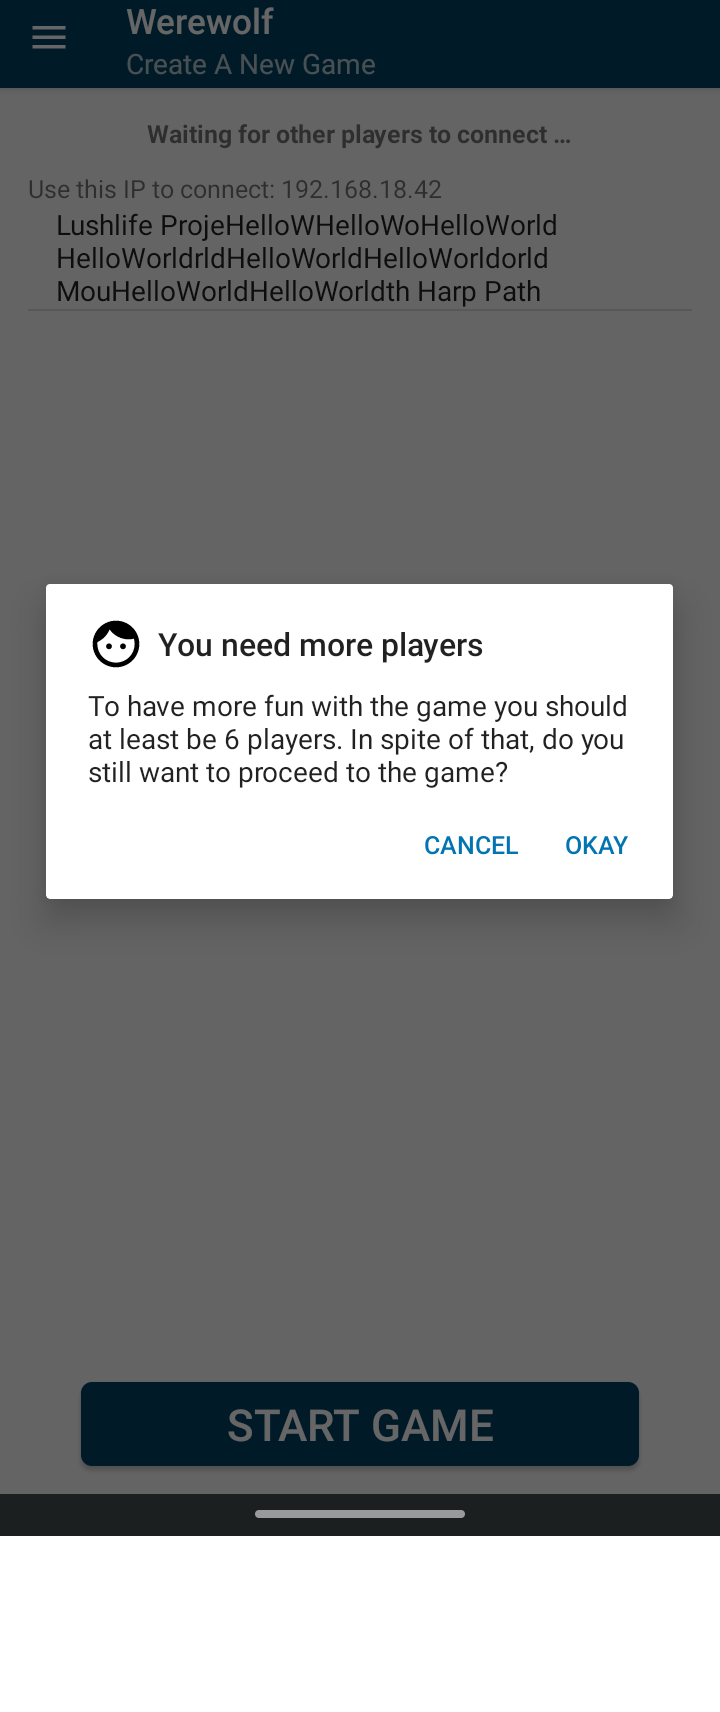 Werewolf
Create A New Game
Waiting for other players to connect ...
Use this IP to connect: 192.168.18.42
Lushlife ProjeHelloWHelloWoHelloWorld
HelloWorldrldHelloWorldHelloWorldorld
MouHelloWorldHelloWorldth Harp Path
You need more players
To have more fun with the game you should
at least be 6 players. In spite of that, do you
still want to proceed to the game?
CANCEL OKAY
START GAME